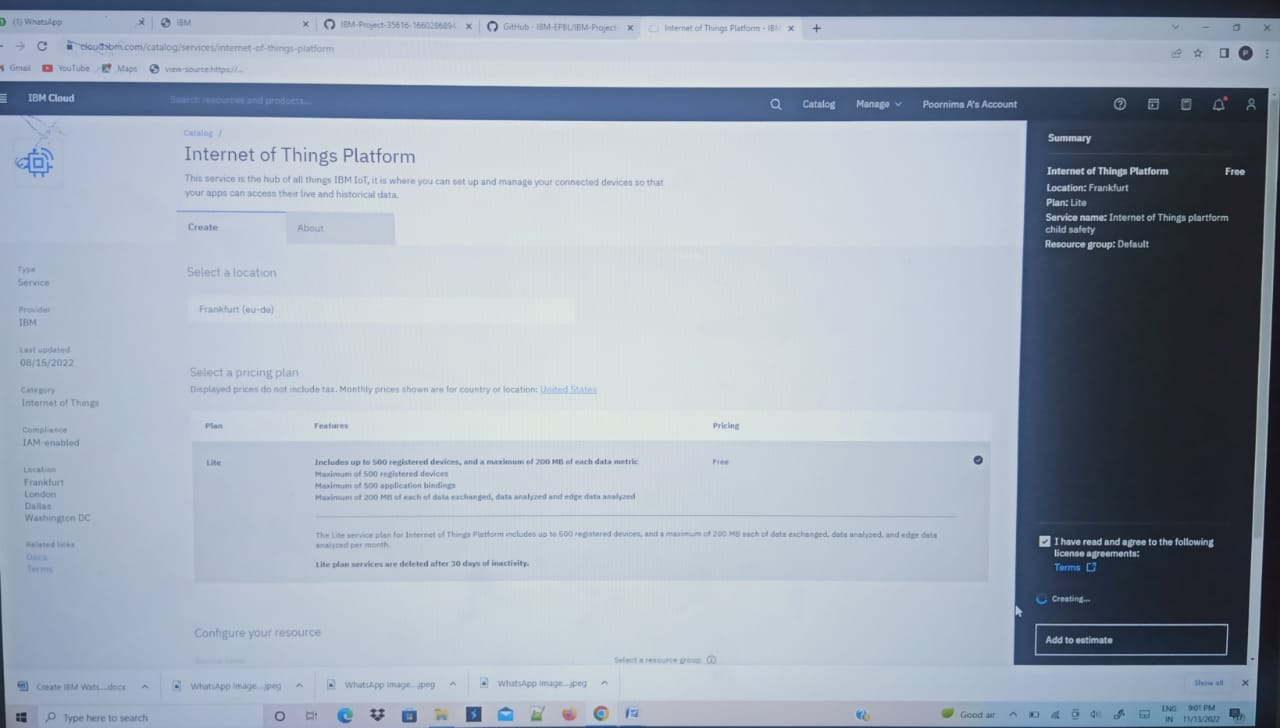 (1) WhatsApp
IBM
IBM-Project-35616-1660286894
GitHub - IBM-EPBL/IBM-Project-
Internet of Things Platform - IBM
cloud.ibm.com/catalog/services/internet-of-things-platform
Gmail
YouTube
Maps
view-source:https://...
IBM Cloud
Search resources and products...
Catalog
Manage
Poornima A's Account
Catalog /
Internet of Things Platform
This service is the hub of all things IBM IoT, it is where you can set up and manage your connected devices so that
your apps can access their live and historical data.
Create
About
Type
Service
Provider
IBM
Last updated
08/15/2022
Category
Internet of Things
Compliance
IAM-enabled
Location
Frankfurt
London
Dallas
Washington DC
Related links
Docs
Terms
Select a location
Frankfurt (eu-de)
Select a pricing plan
Displayed prices do not include tax. Monthly prices shown are for country or location: United States
Plan Features Pricing
Lite Includes up to 500 registered devices, and a maximum of 200 MB of each data metric Free
Maximum of 500 registered devices
Maximum of 500 application bindings
Maximum of 200 MB of each of data exchanged, data analyzed and edge data analyzed
The Lite service plan for Internet of Things Platform includes up to 500 registered devices, and a maximum of 200 MB each of data exchanged, data analyzed, and edge data
analyzed per month.
Lite plan services are deleted after 30 days of inactivity.
Configure your resource
Service name
Select a resource group
Summary
Internet of Things Platform Free
Location: Frankfurt
Plan: Lite
Service name: Internet of Things plartform
child safety
Resource group: Default
I have read and agree to the following
license agreements:
Terms
Creating...
Add to estimate
Create IBM Wats....docx
WhatsApp Image....jpeg
WhatsApp Image....jpeg
WhatsApp Image....jpeg
Show all
Type here to search
Good air
ENG
IN
9:01 PM
11/13/2022